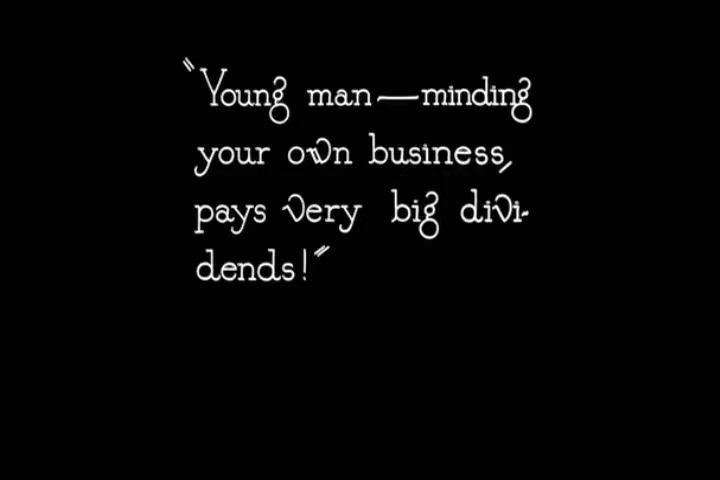 "Young man—minding
your own business,
pays very big divi-
dends!"